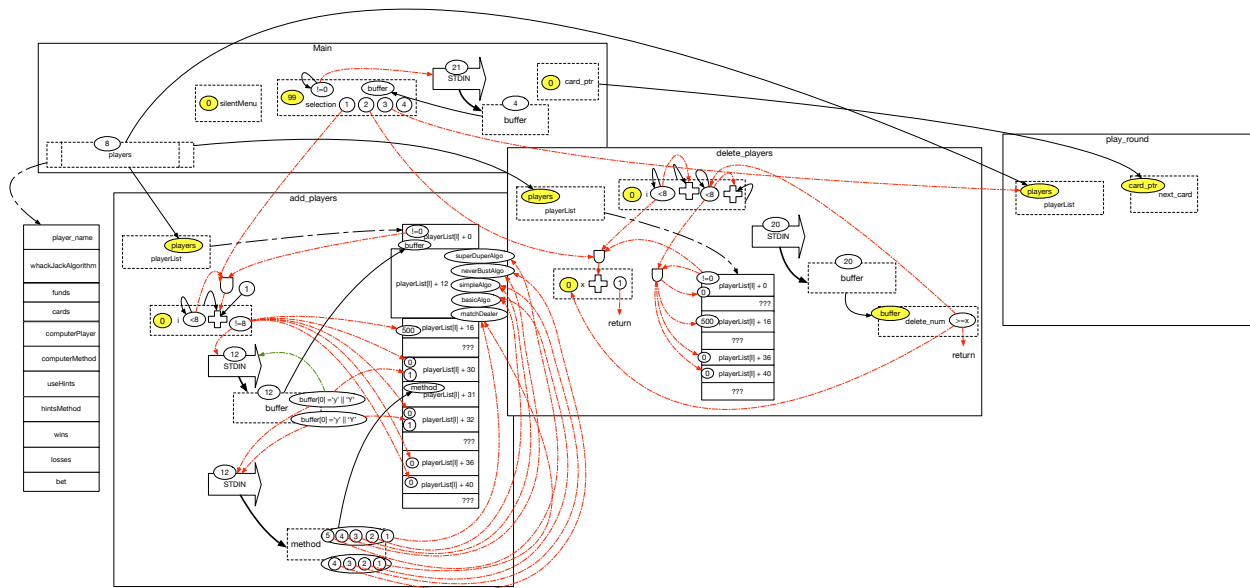 Main
0
silentMenu
99
!=0
selection
buffer
1
2
3
4
21
STDIN
4
buffer
0
card_ptr
8
players
player_name
whackJackAlgorithm
funds
cards
computerPlayer
computerMethod
useHints
hintsMethod
wins
losses
bet
add_players
players
playerList
0
i
<8
1
!=8
12
STDIN
12
buffer
buffer[0] ='y' || 'Y'
buffer[0] ='y' || 'Y'
12
STDIN
method
5
4
3
2
1
4
3
2
1
!=0
buffer
playerList[I] + 0
playerList[I] + 12
superDuperAlgo
neverBustAlgo
simpleAlgo
basicAlgo
matchDealer
500
playerList[I] + 16
???
0
1
playerList[I] + 30
method
playerList[I] + 31
0
1
playerList[I] + 32
???
0
playerList[I] + 36
0
playerList[I] + 40
???
delete_players
players
playerList
0
i
<8
<8
0
x
1
return
!=0
0
playerList[I] + 0
???
500
playerList[I] + 16
???
0
playerList[I] + 36
0
playerList[I] + 40
???
20
STDIN
20
buffer
buffer
delete_num
>=x
return
play_round
players
playerList
card_ptr
next_card